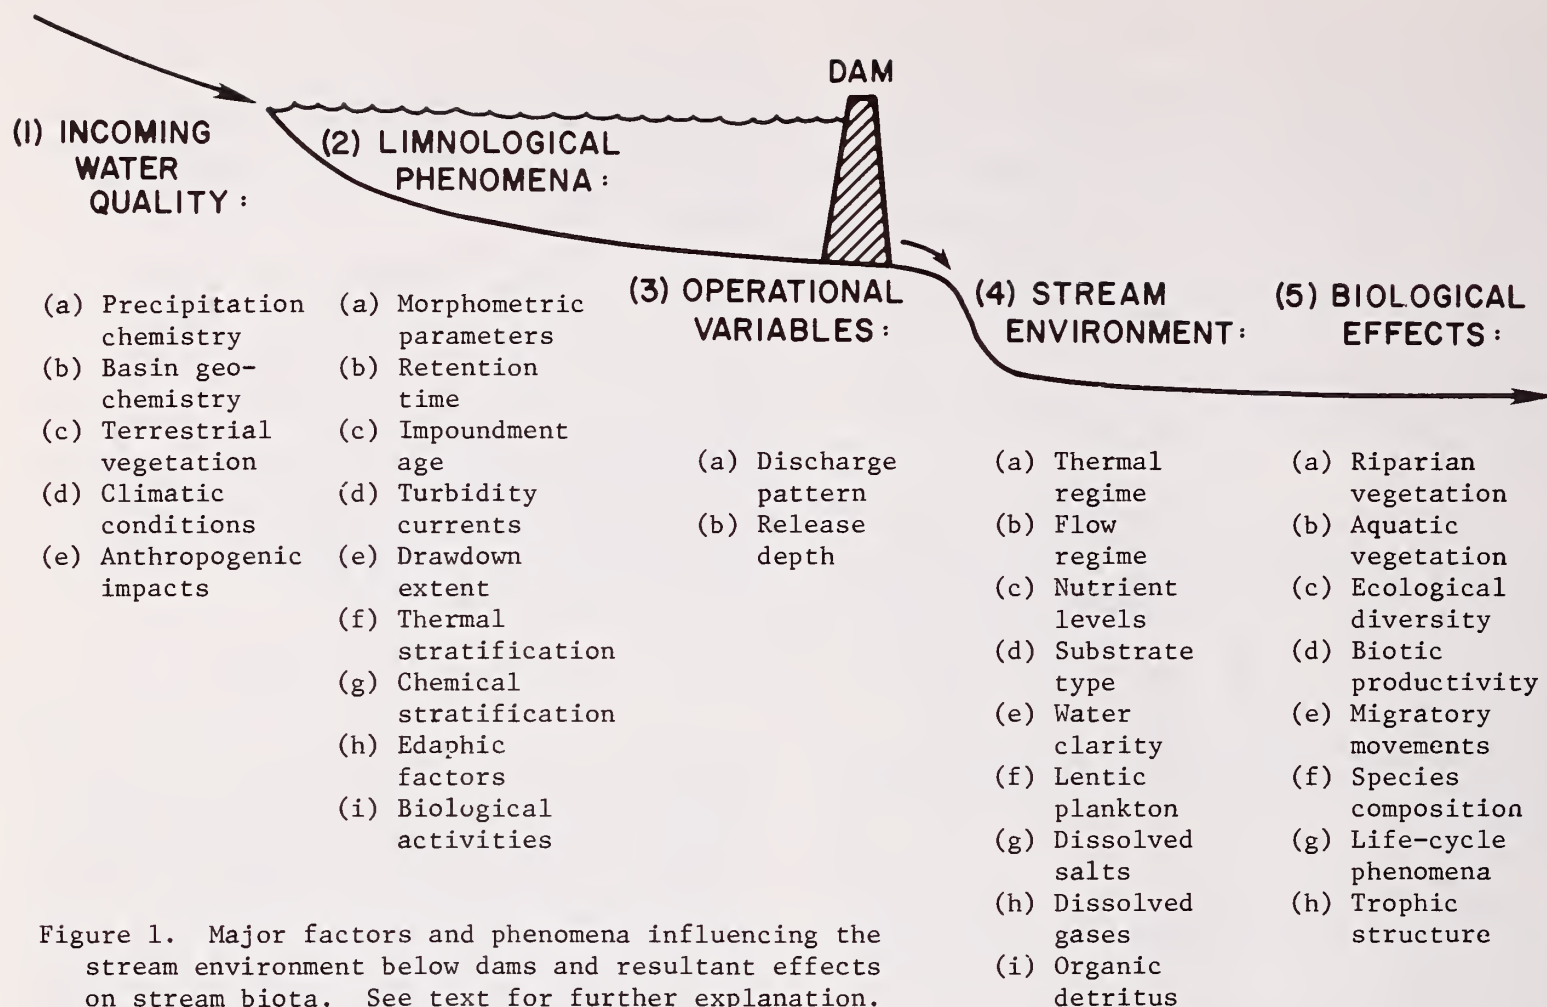 DAM
(1) INCOMING
WATER
QUALITY:
(a) Precipitation
chemistry
(b) Basin geo-
chemistry
(c) Terrestrial
vegetation
(d) Climatic
conditions
(e) Anthropogenic
impacts
(2) LIMNOLOGICAL
PHENOMENA:
(a) Morphometric
parameters
(b) Retention
time
(c) Impoundment
age
(d) Turbidity
currents
(e) Drawdown
extent
(f) Thermal
stratification
(g) Chemical
stratification
(h) Edaphic
factors
(i) Biological
activities
(3) OPERATIONAL
VARIABLES:
(a) Discharge
pattern
(b) Release
depth
(4) STREAM
ENVIRONMENT:
(a) Thermal
regime
(b) Flow
regime
(c) Nutrient
levels
(d) Substrate
type
(e) Water
clarity
(f) Lentic
plankton
(g) Dissolved
salts
(h) Dissolved
gases
(i) Organic
detritus
(5) BIOLOGICAL
EFFECTS:
(a) Riparian
vegetation
(b) Aquatic
vegetation
(c) Ecological
diversity
(d) Biotic
productivity
(e) Migratory
movements
(f) Species
composition
(g) Life-cycle
phenomena
(h) Trophic
structure
Figure 1. Major factors and phenomena influencing the
stream environment below dams and resultant effects
on stream biota. See text for further explanation.